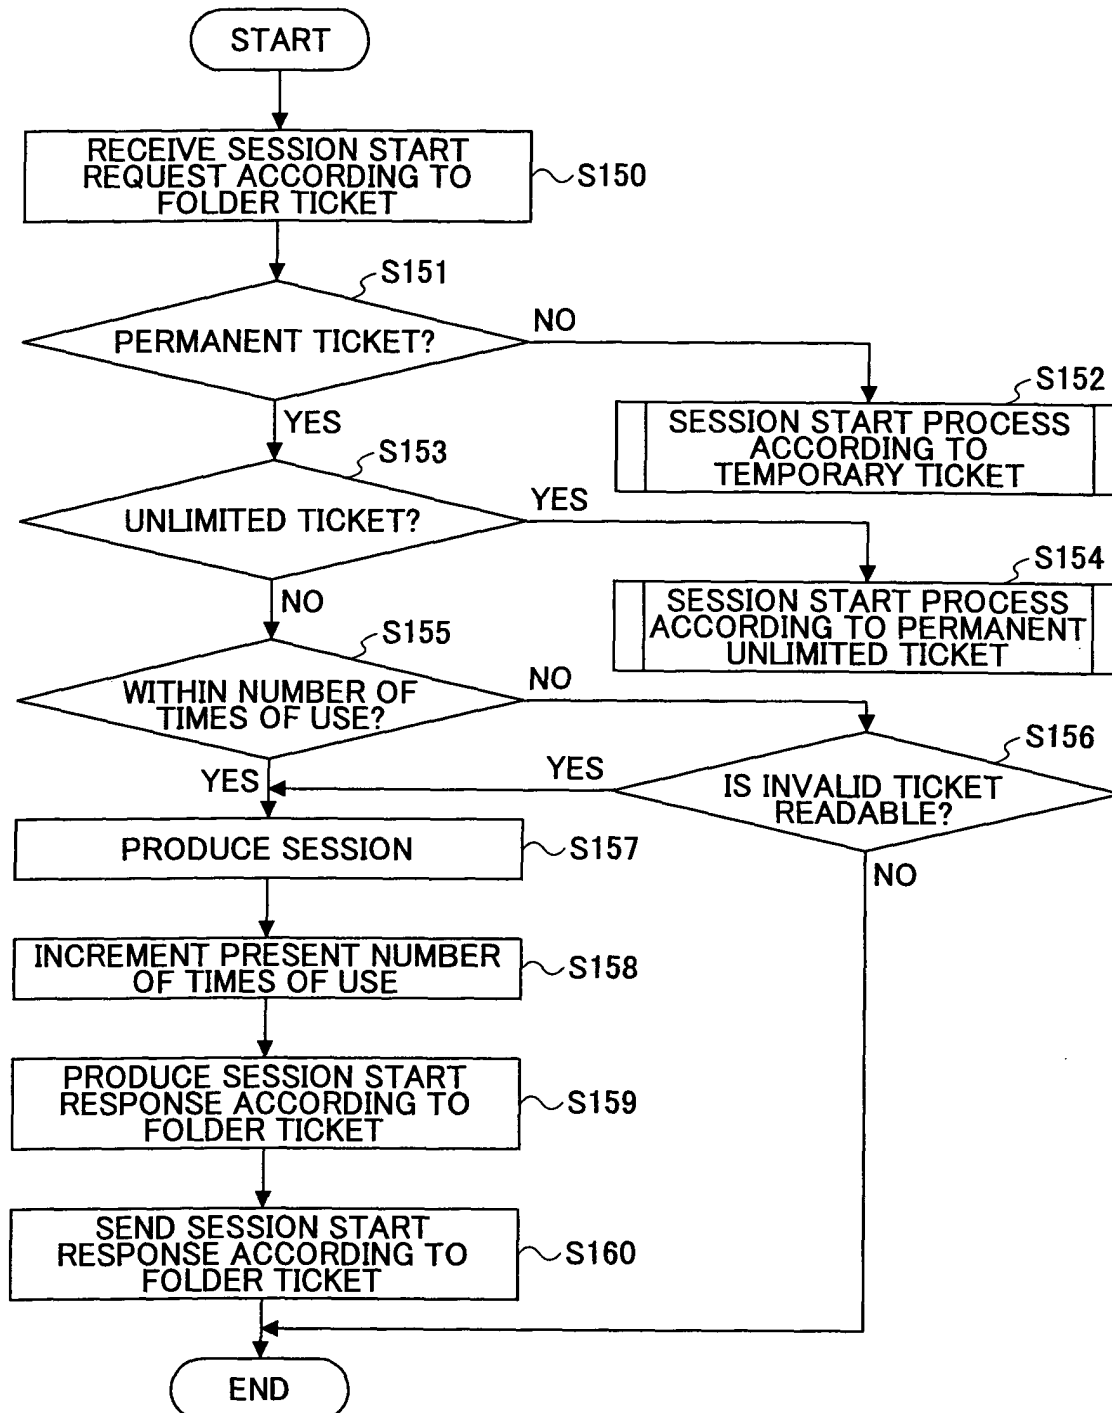 START
RECEIVE SESSION START
REQUEST ACCORDING TO
FOLDER TICKET
S150
S151
PERMANENT TICKET?
NO
YES
S152
SESSION START PROCESS
ACCORDING TO
TEMPORARY TICKET
S153
UNLIMITED TICKET?
YES
NO
S154
SESSION START PROCESS
ACCORDING TO PERMANENT
UNLIMITED TICKET
S155
WITHIN NUMBER OF
TIMES OF USE?
NO
YES
S156
IS INVALID TICKET
READABLE?
YES
NO
PRODUCE SESSION
S157
INCREMENT PRESENT NUMBER
OF TIMES OF USE
S158
PRODUCE SESSION START
RESPONSE ACCORDING TO
FOLDER TICKET
S159
SEND SESSION START
RESPONSE ACCORDING TO
FOLDER TICKET
S160
END